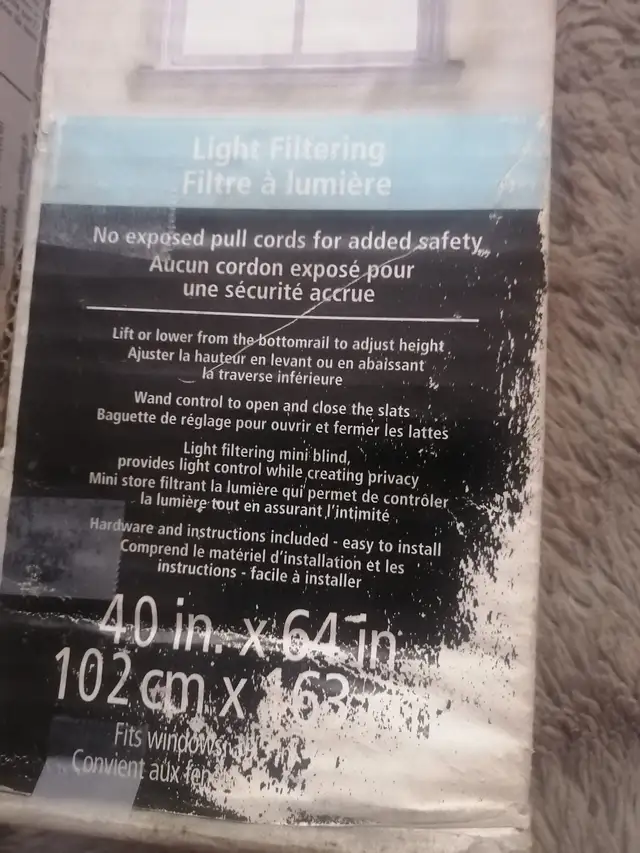 Light Filtering
Filtre à lumière
No exposed pull cords for added safety
Aucun cordon exposé pour
une sécurité accrue
Lift or lower from the bottomrail to adjust height
Ajuster la hauteur en levant ou en abaissant
la traverse inférieure
Wand control to open and close the slats
Baguette de réglage pour ouvrir et fermer les lattes
Light filtering mini blind,
provides light control while creating privacy
Mini store filtrant la lumière qui permet de contrôler
la lumière tout en assurant l'intimité
Hardware and instructions included - easy to install
Comprend le matériel d'installation et les
instructions - facile à installer
40 in. x 64 in
102 cm x 163
Fits windows
Convient aux